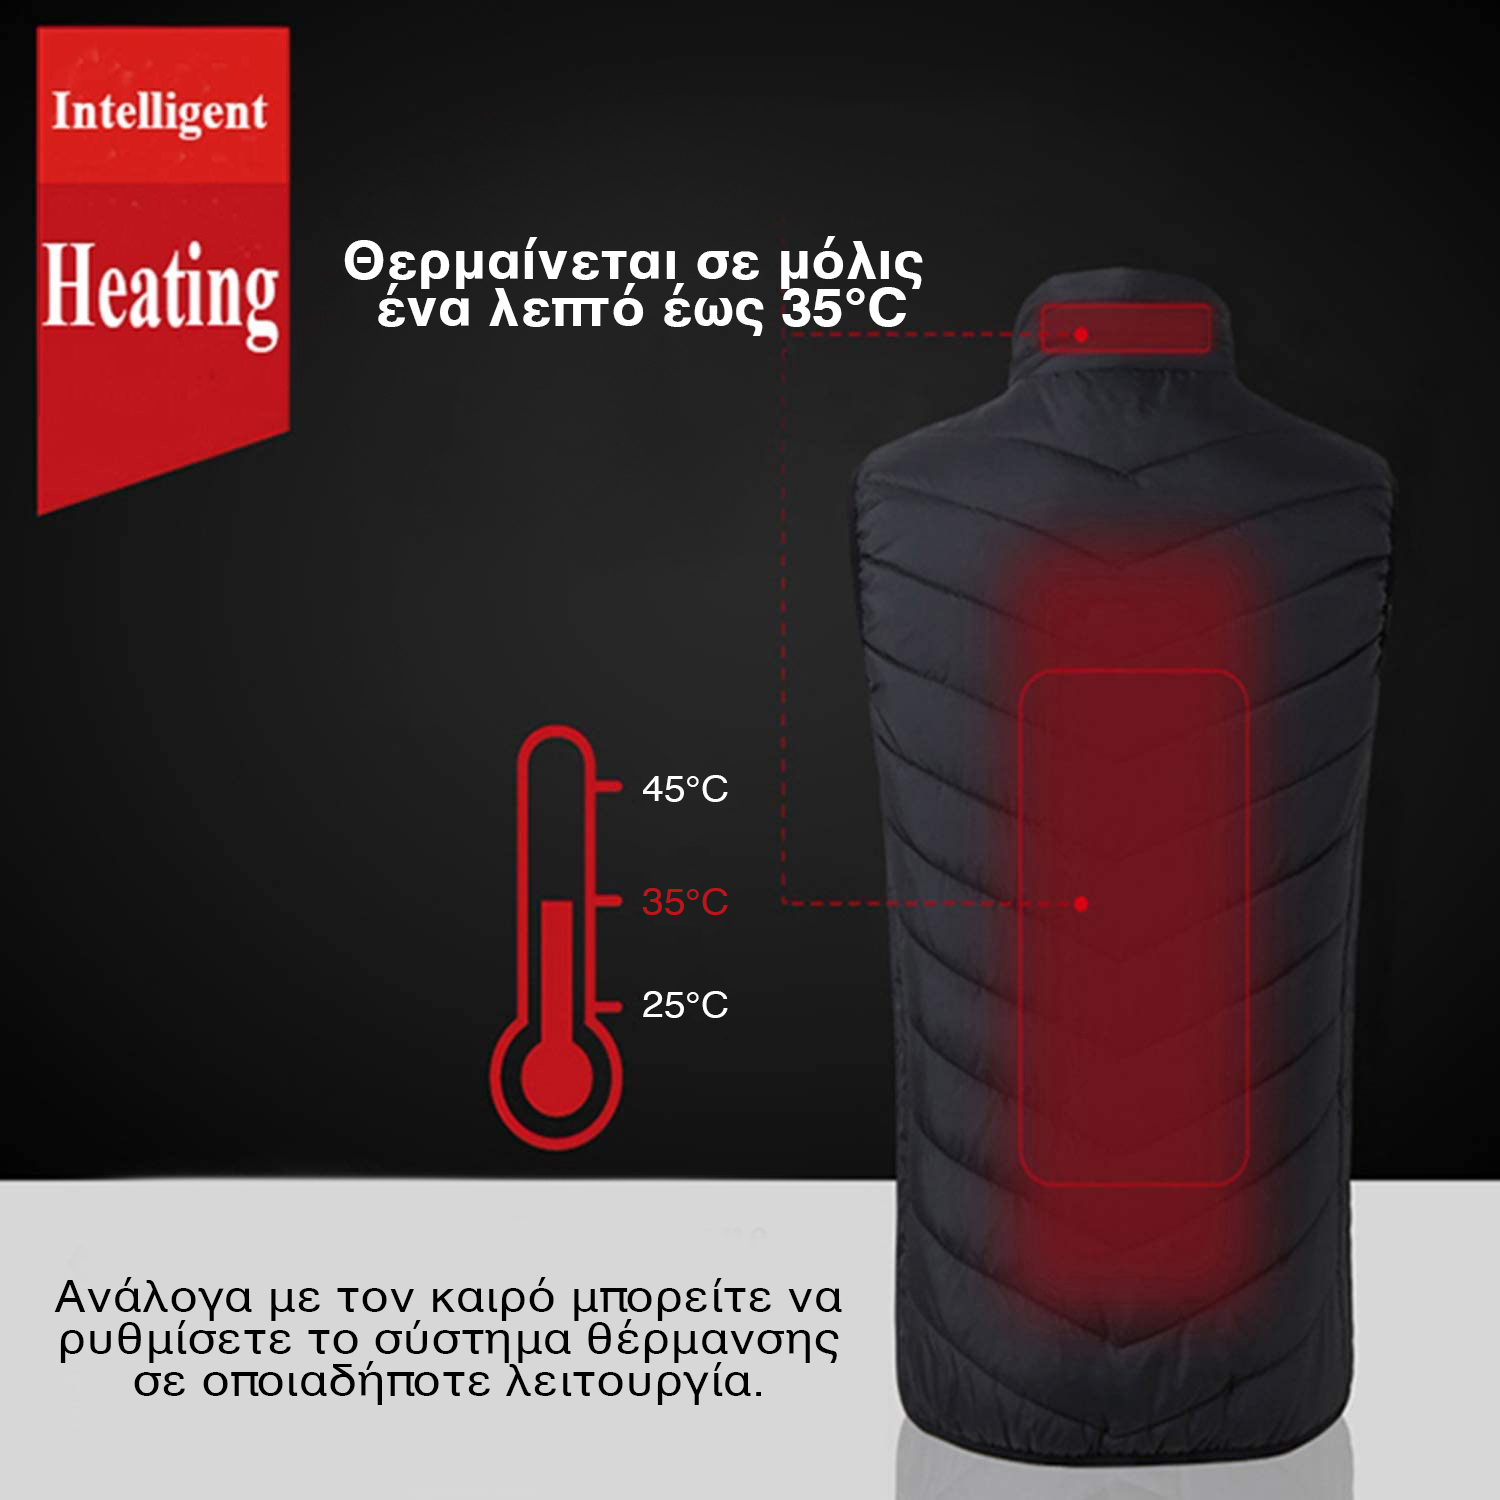 Intelligent
Heating
Θερμαίνεται σε μόλις
ένα λεπτό έως 35°C
45°C
35°C
25°C
Ανάλογα με τον καιρό μπορείτε να
ρυθμίσετε το σύστημα θέρμανσης
σε οποιαδήποτε λειτουργία.